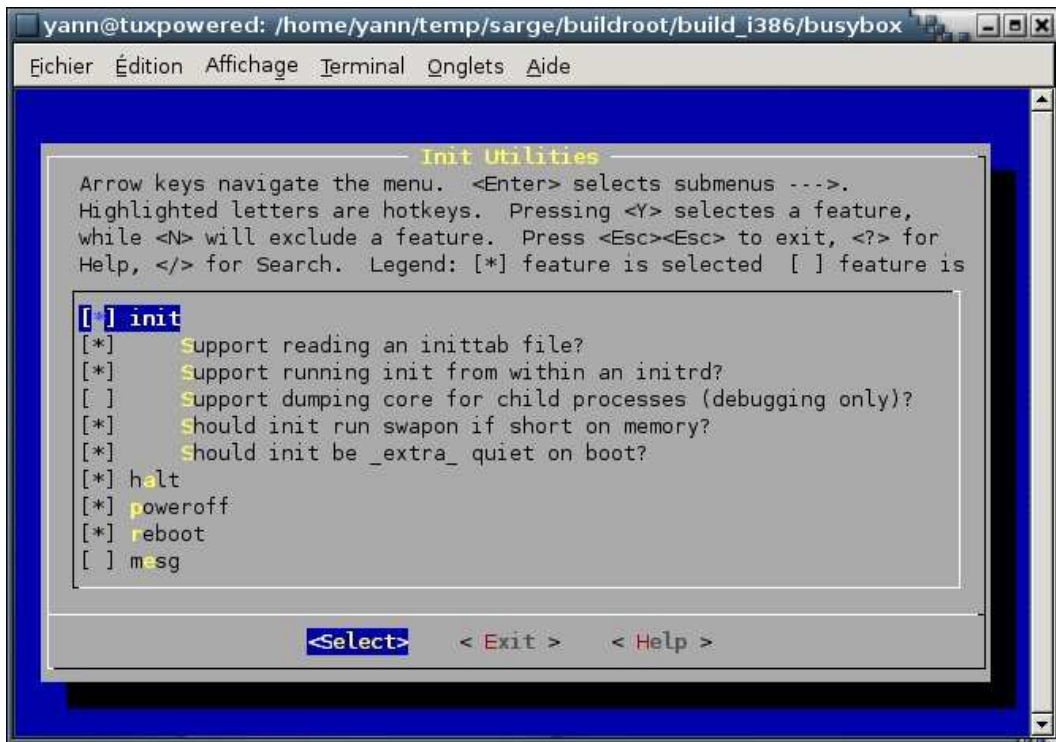 yann@tuxpowered: /home/yann/temp/sarge/buildroot/build_i386/busybox
Fichier Édition Affichage Terminal Onglets Aide
Init Utilities
Arrow keys navigate the menu. <Enter> selects submenus --->.
Highlighted letters are hotkeys. Pressing <Y> selectes a feature,
while <N> will exclude a feature. Press <Esc><Esc> to exit, <?> for
Help, </> for Search. Legend: [*] feature is selected [ ] feature is
[*] init
[*] Support reading an inittab file?
[*] Support running init from within an initrd?
[ ] Support dumping core for child processes (debugging only)?
[*] Should init run swapon if short on memory?
[*] Should init be _extra_ quiet on boot?
[*] halt
[*] poweroff
[*] reboot
[ ] mesg
<Select> < Exit > < Help >